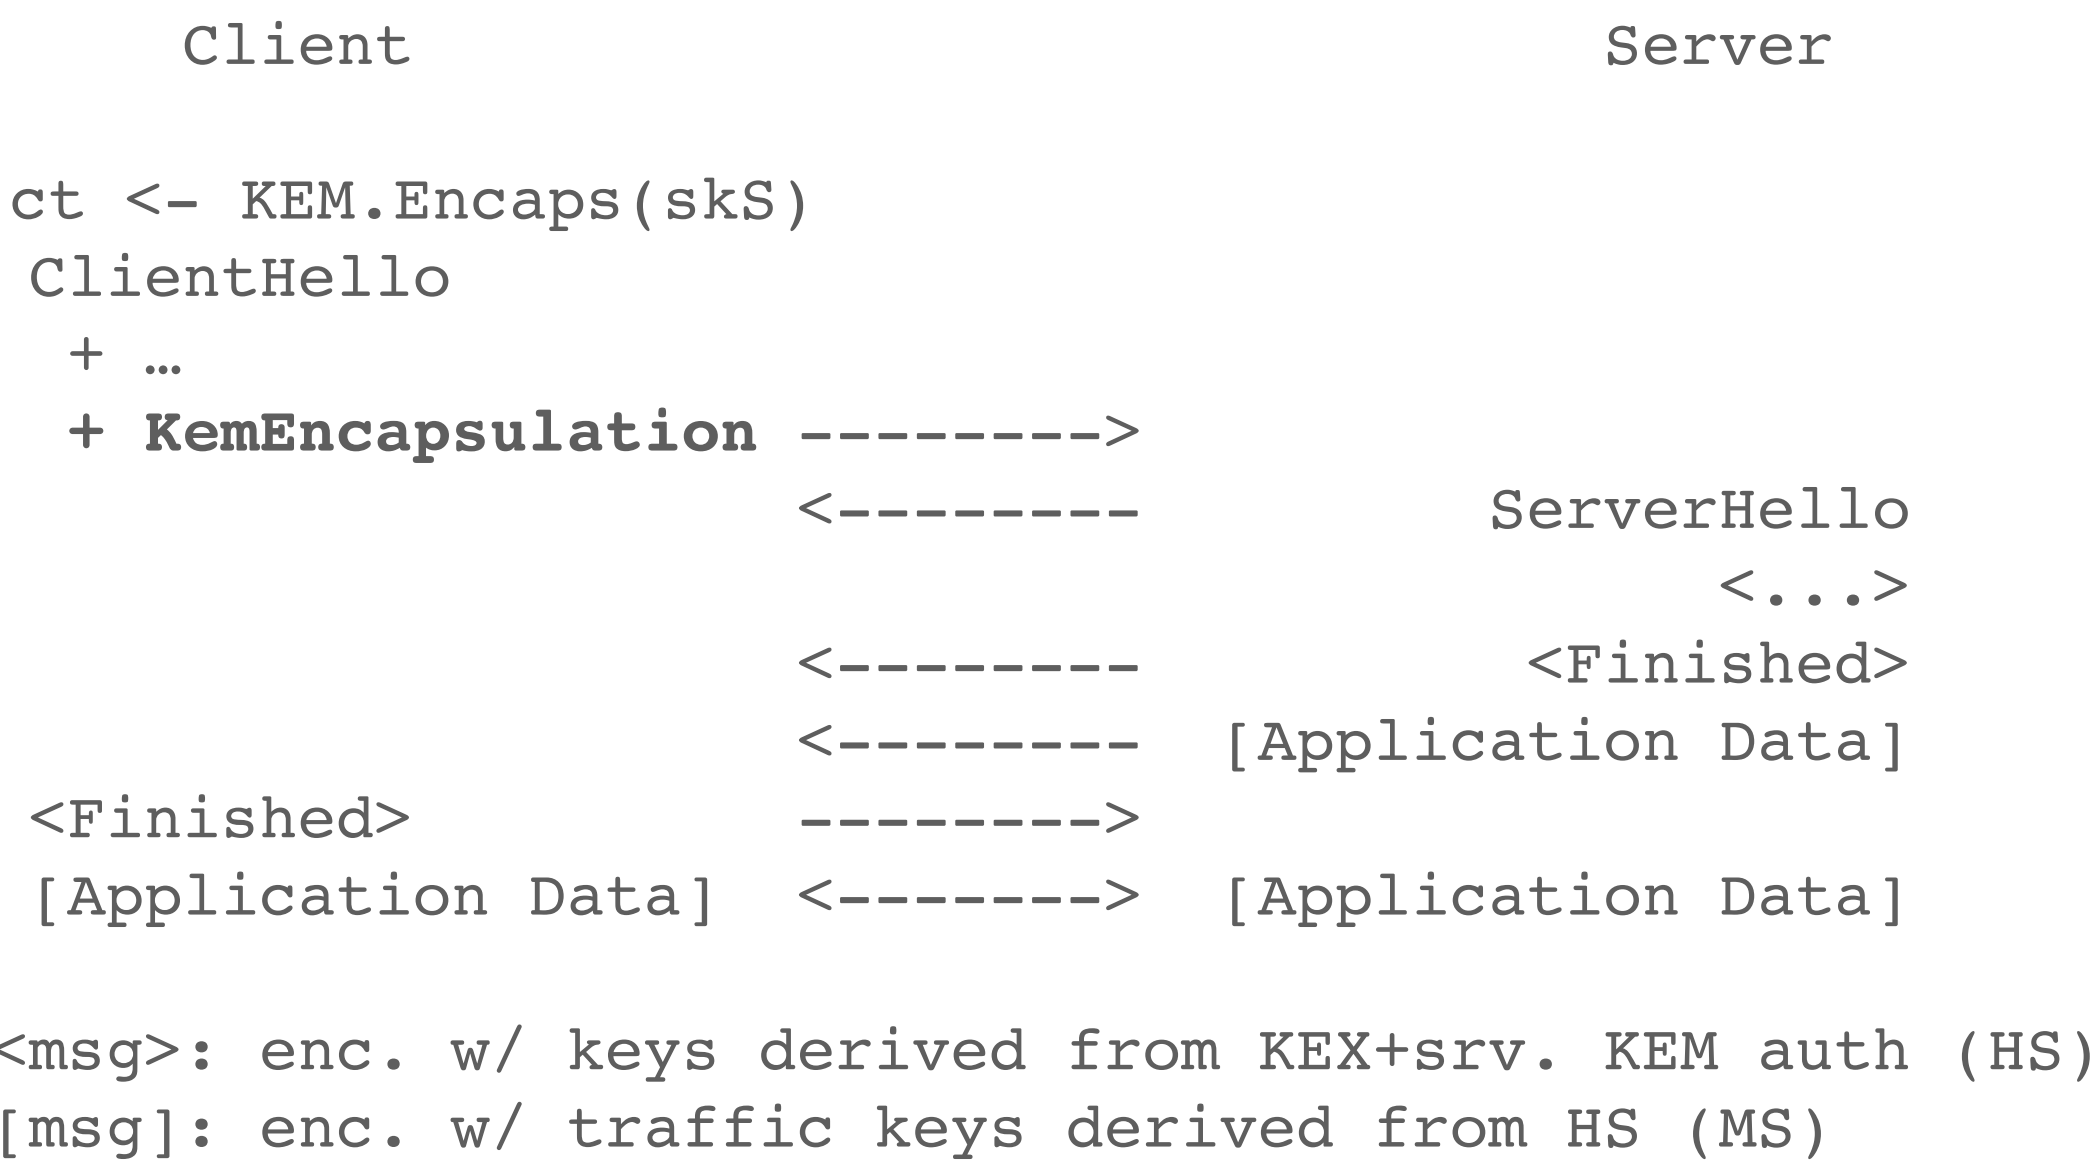 Client Server
ct <- KEM.Encaps(skS)
ClientHello
+ …
+ KemEncapsulation -------->
<-------- ServerHello
<...>
<-------- <Finished>
<-------- [Application Data]
<Finished> -------->
[Application Data] <-------> [Application Data]
<msg>: enc. w/ keys derived from KEX+srv. KEM auth (HS)
[msg]: enc. w/ traffic keys derived from HS (MS)